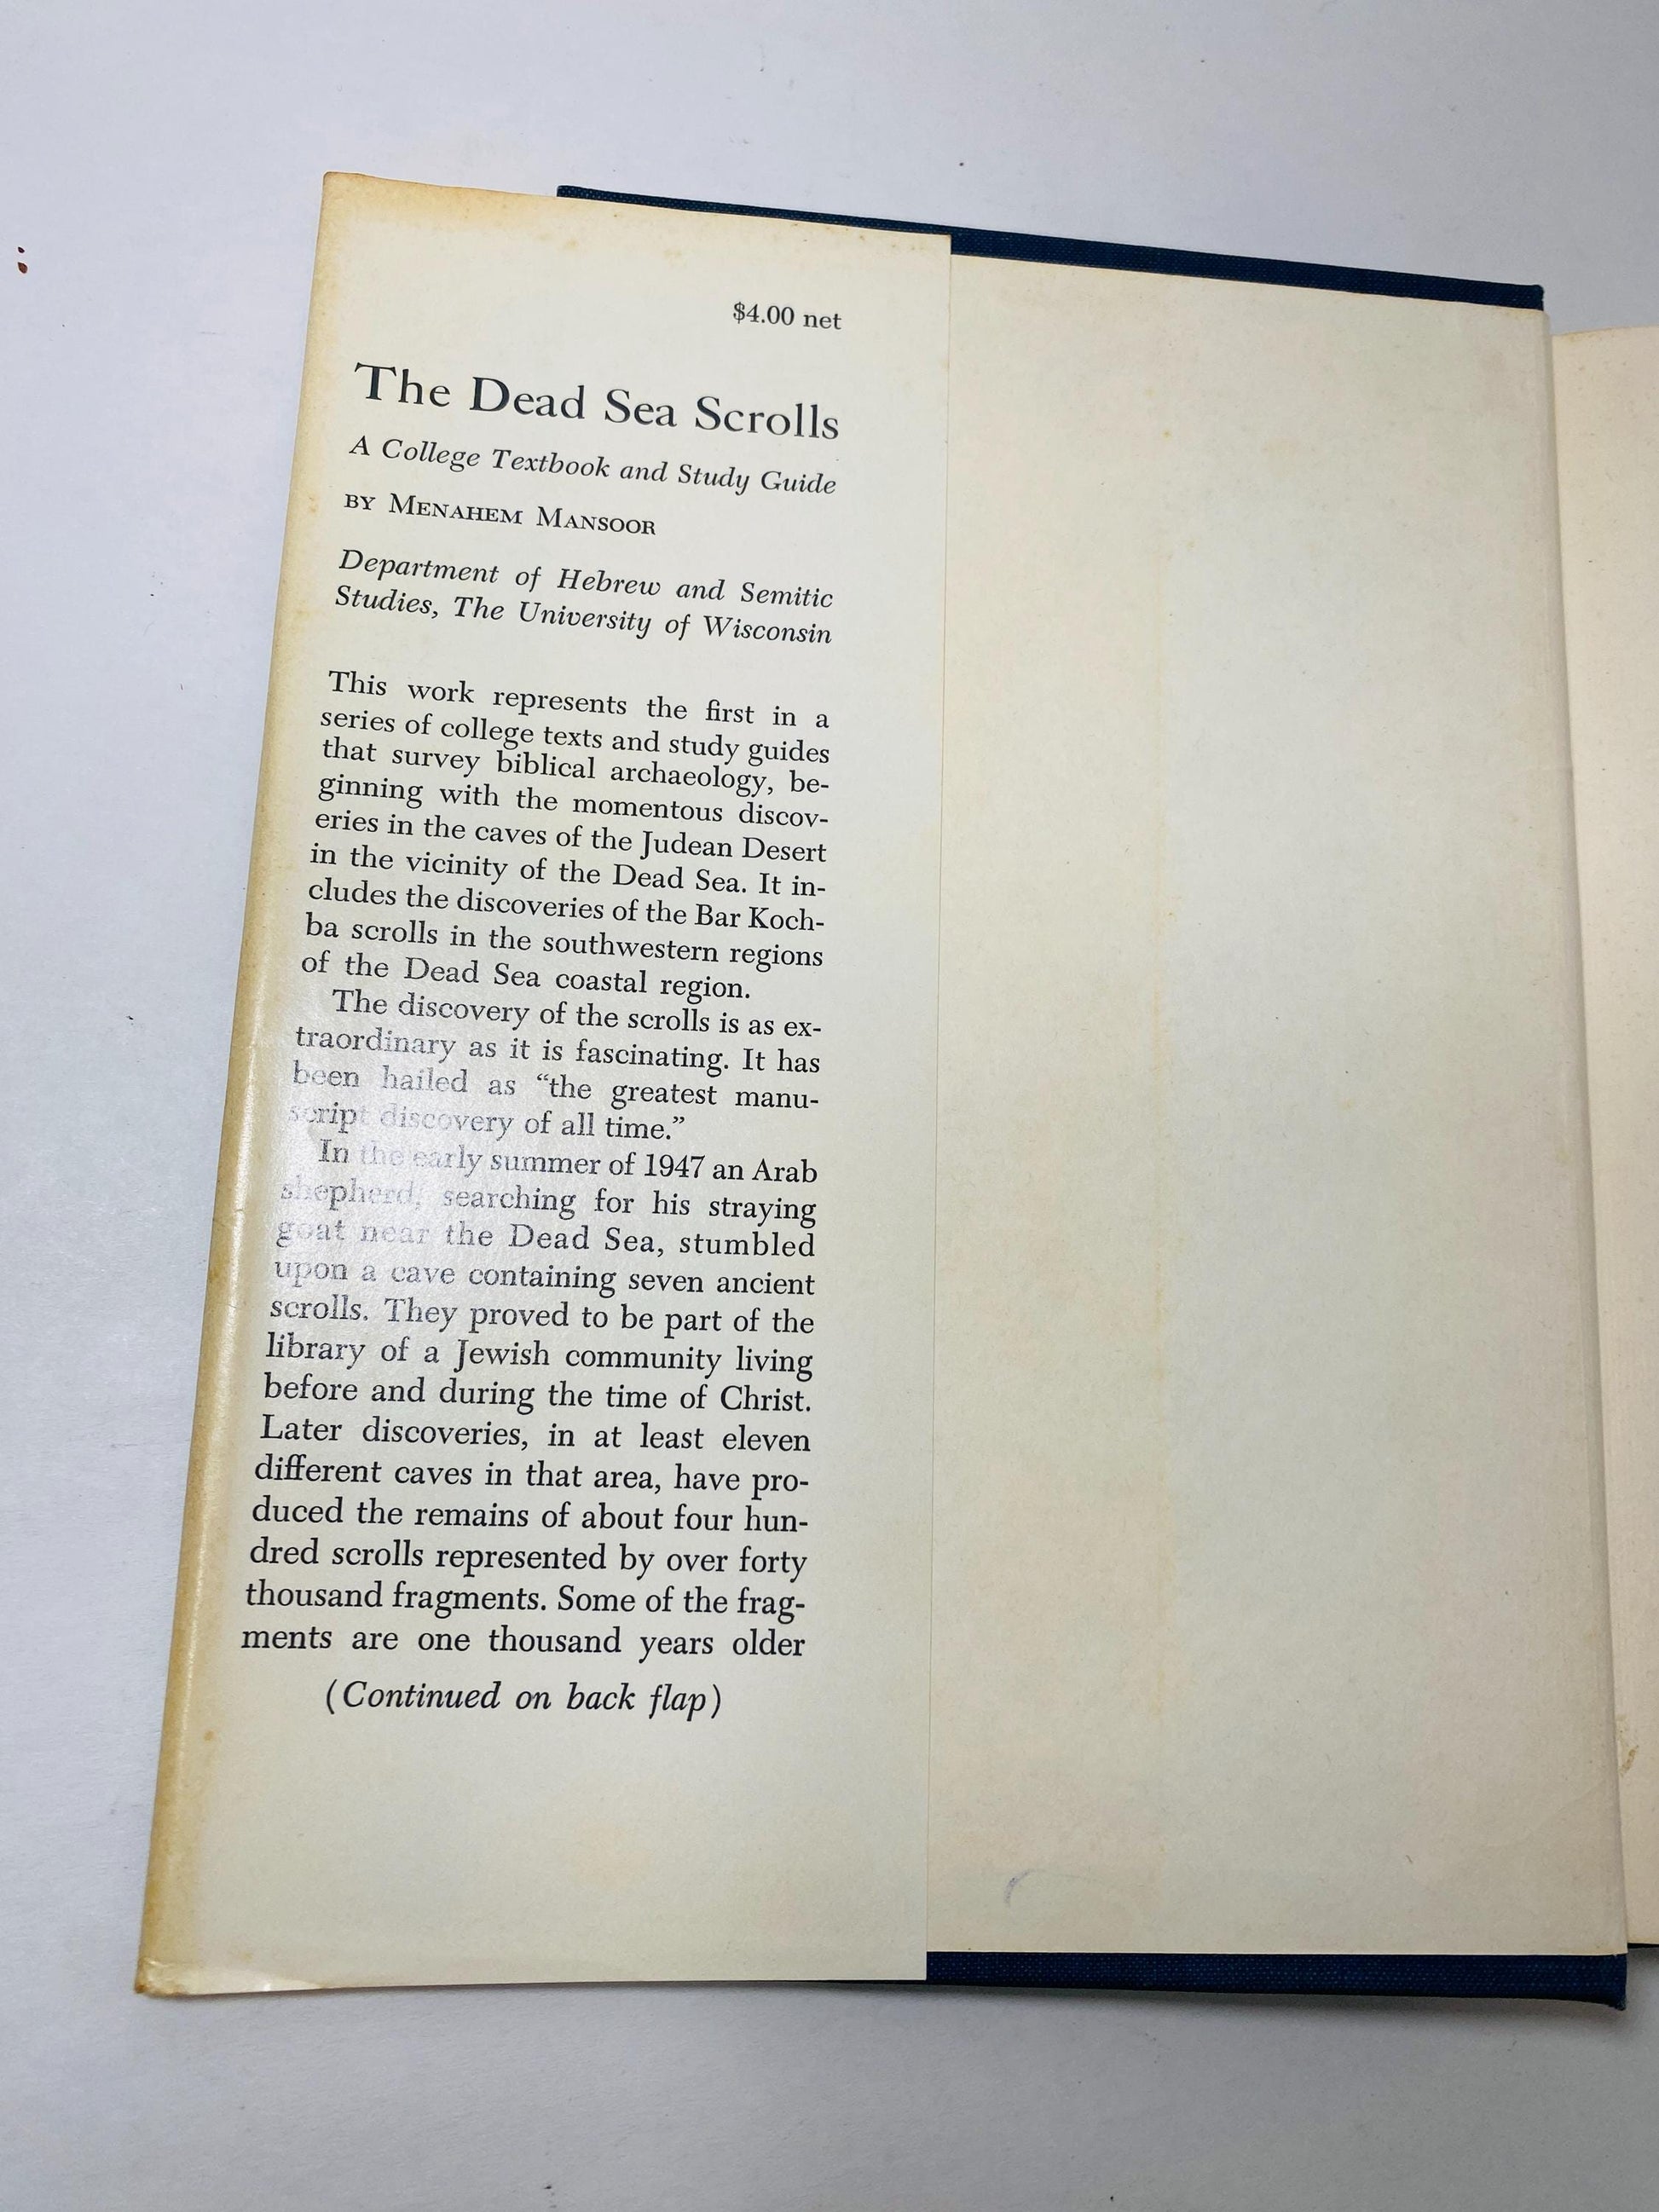 $4.00 net
The Dead Sea Scrolls
A College Textbook and Study Guide
BY MENAHEM MANSOOR
Department of Hebrew and Semitic
Studies, The University of Wisconsin
This work represents the first in a
series of college texts and study guides
that survey biblical archaeology, be-
ginning with the momentous discov-
eries in the caves of the Judean Desert
in the vicinity of the Dead Sea. It in-
cludes the discoveries of the Bar Koch-
ba scrolls in the southwestern regions
of the Dead Sea coastal region.
The discovery of the scrolls is as ex-
traordinary as it is fascinating. It has
been hailed as “the greatest manu-
script discovery of all time.”
In the early summer of 1947 an Arab
shepherd, searching for his straying
goat near the Dead Sea, stumbled
upon a cave containing seven ancient
scrolls. They proved to be part of the
library of a Jewish community living
before and during the time of Christ.
Later discoveries, in at least eleven
different caves in that area, have pro-
duced the remains of about four hun-
dred scrolls represented by over forty
thousand fragments. Some of the frag-
ments are one thousand years older
(Continued on back flap)